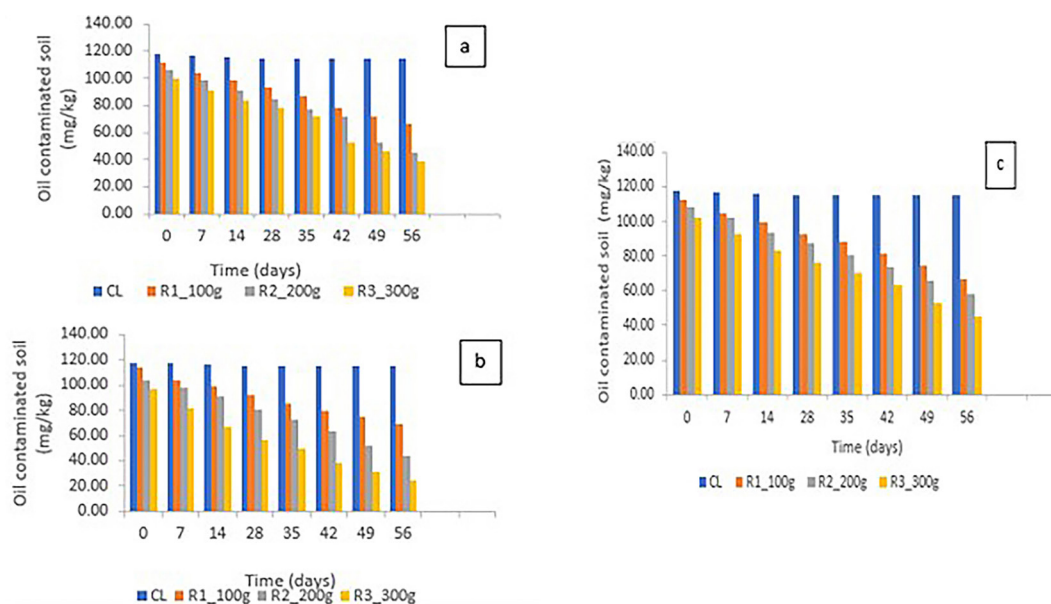 a
Oil contaminated soil
(mg/kg)
140.00
120.00
100.00
80.00
60.00
40.00
20.00
0.00
0 7 14 28 35 42 49 56
Time (days)
CL R1_100g R2_200g R3_300g
b
Oil contaminated soil
(mg/kg)
140.00
120.00
100.00
80.00
60.00
40.00
20.00
0.00
0 7 14 28 35 42 49 56
Time (days)
CL R1_100g R2_200g R3_300g
c
Oil contaminated soil (mg/kg)
140.00
120.00
100.00
80.00
60.00
40.00
20.00
0.00
0 7 14 28 35 42 49 56
Time (days)
CL R1_100g R2_200g R3_300g